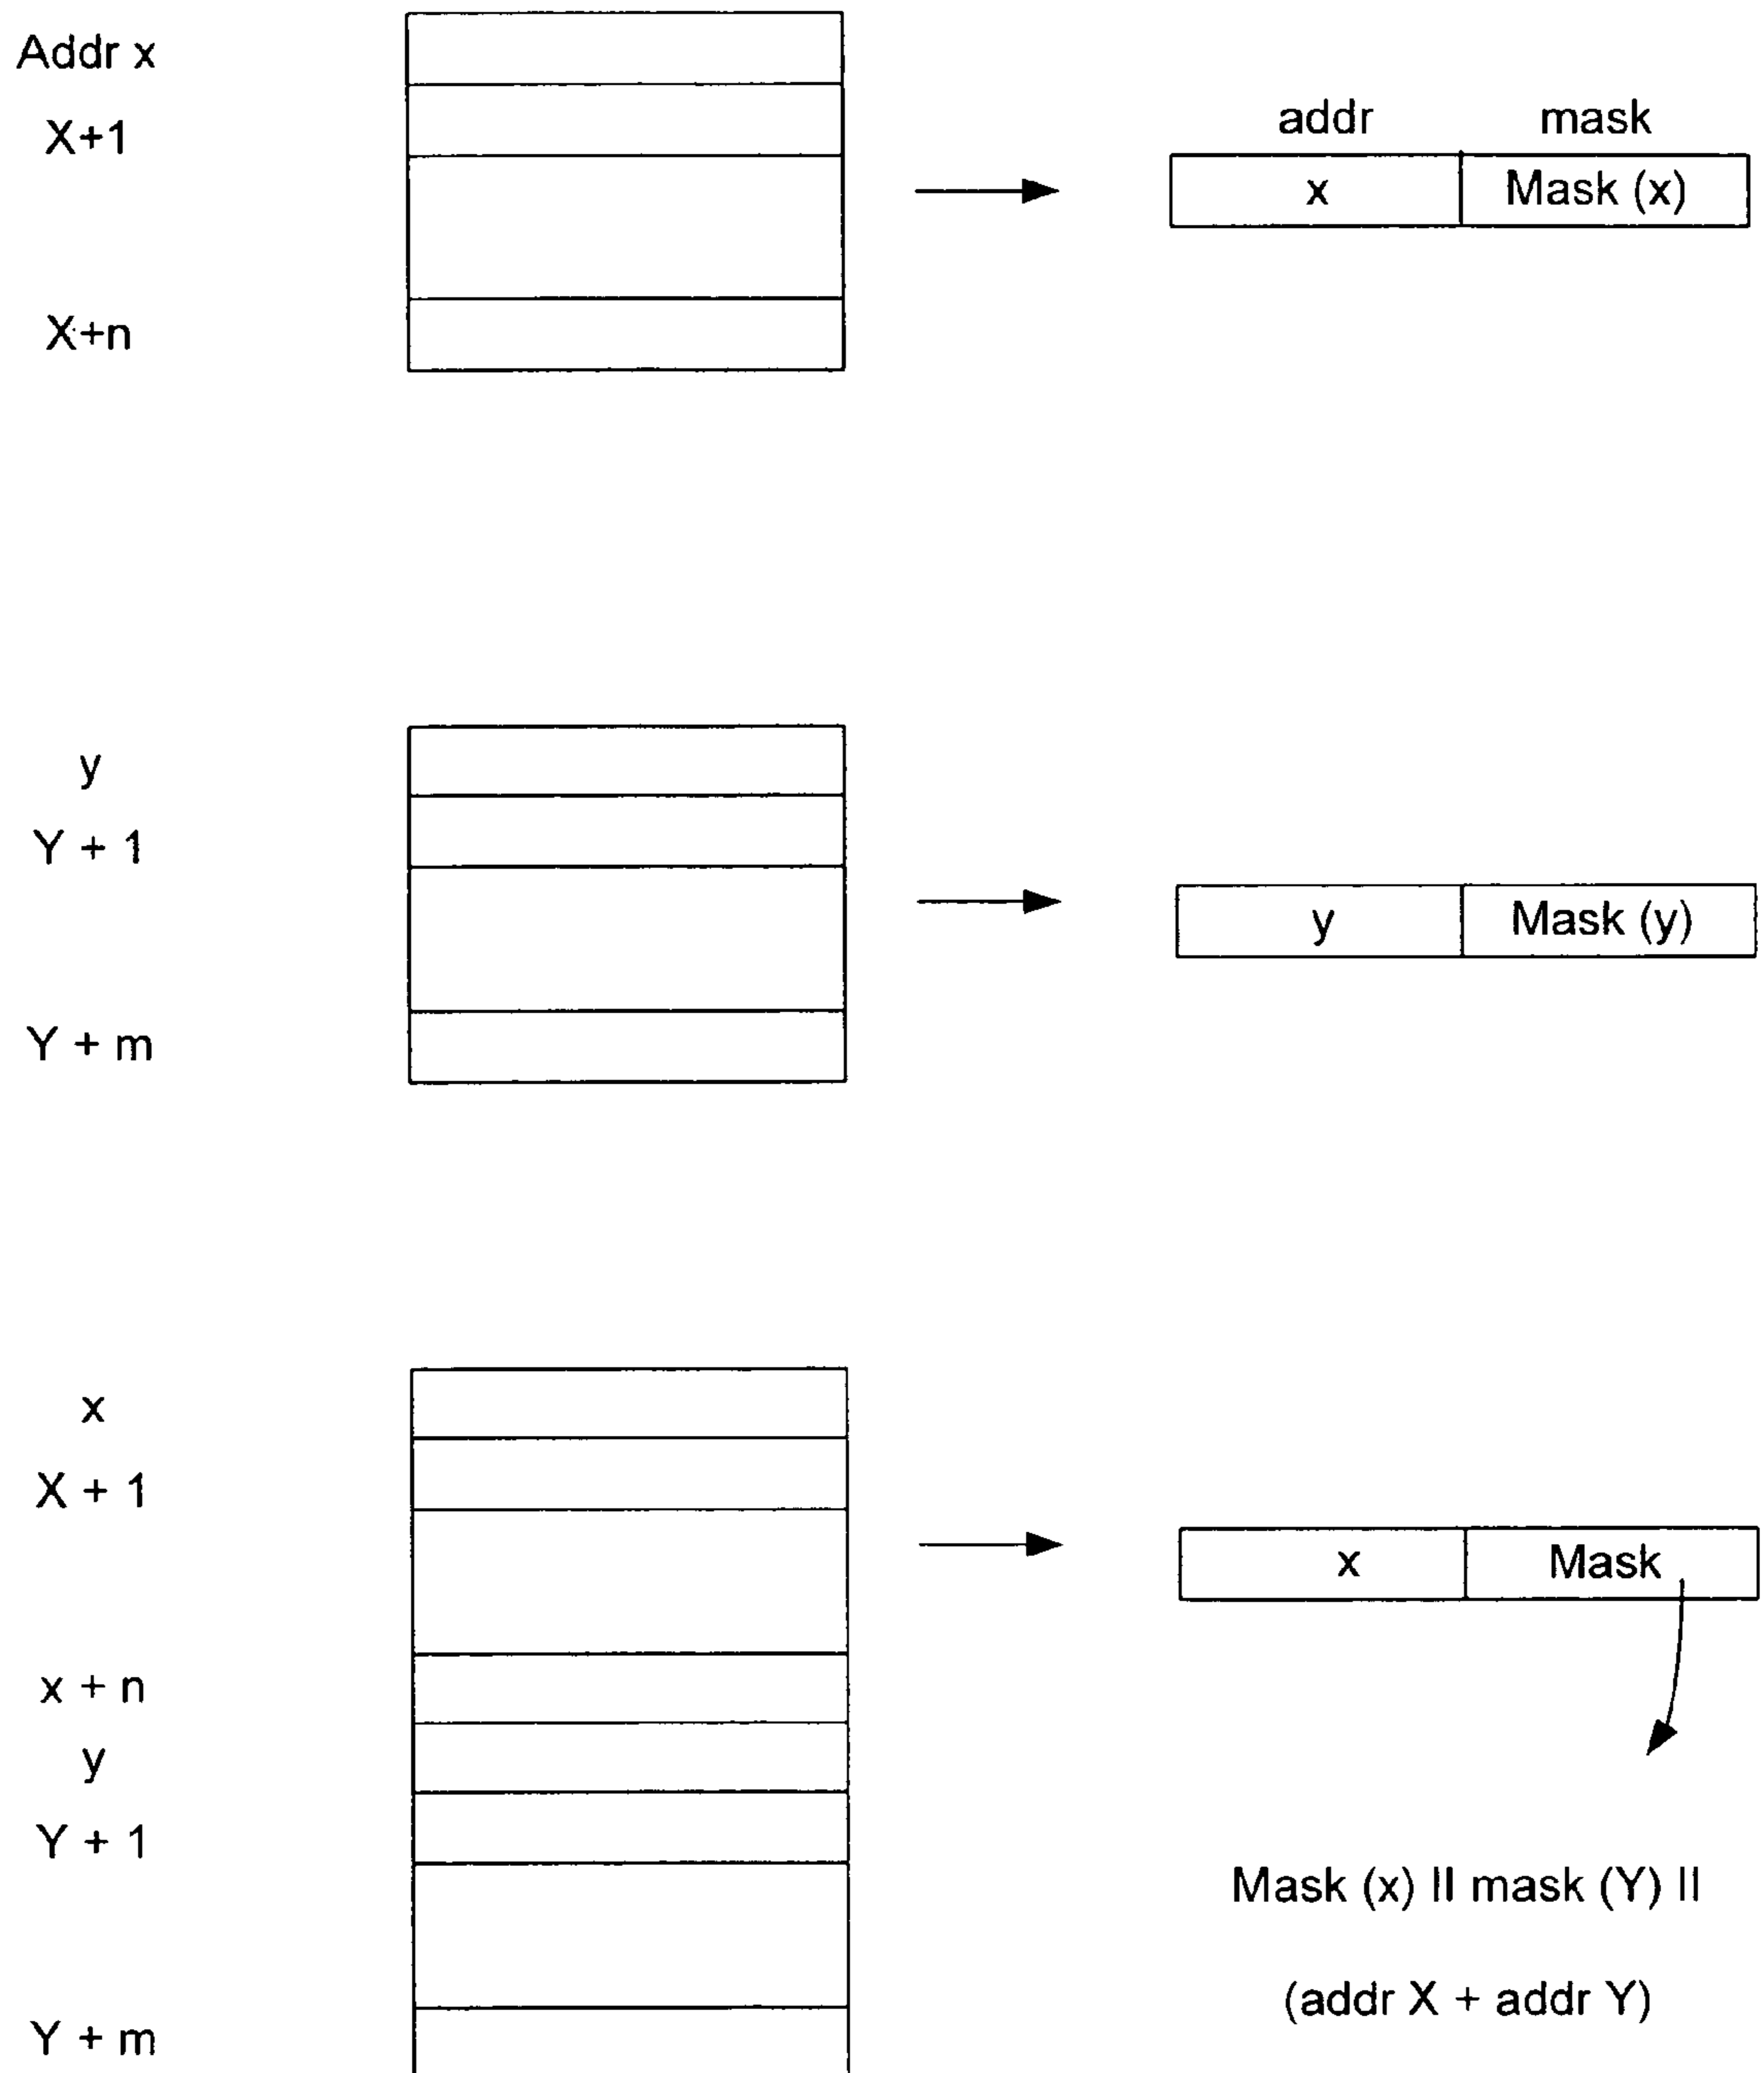 Addr x
X+1
X+n
addr mask
x Mask (x)
y
Y + 1
Y + m
y Mask (y)
x
X + 1
x + n
y
Y + 1
Y + m
x Mask
Mask (x) II mask (Y) II
(addr X + addr Y)